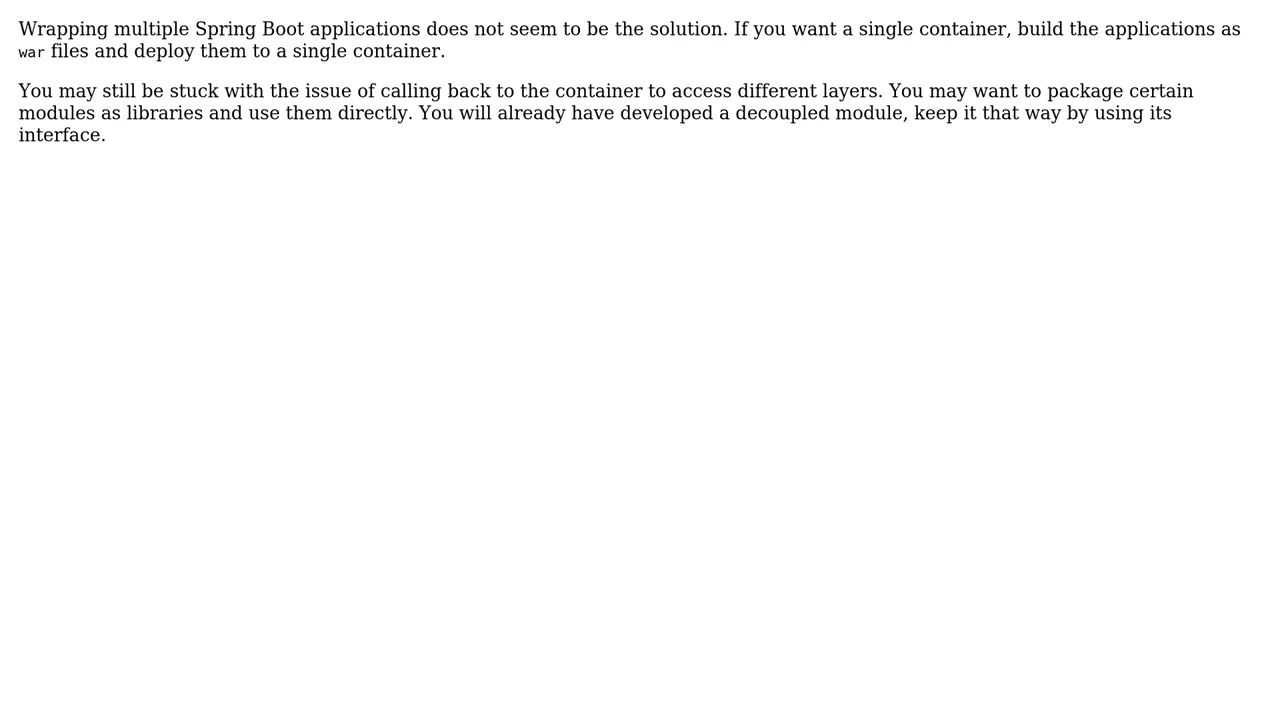 Wrapping multiple Spring Boot applications does not seem to be the solution. If you want a single container, build the applications as
war files and deploy them to a single container.
You may still be stuck with the issue of calling back to the container to access different layers. You may want to package certain
modules as libraries and use them directly. You will already have developed a decoupled module, keep it that way by using its
interface.